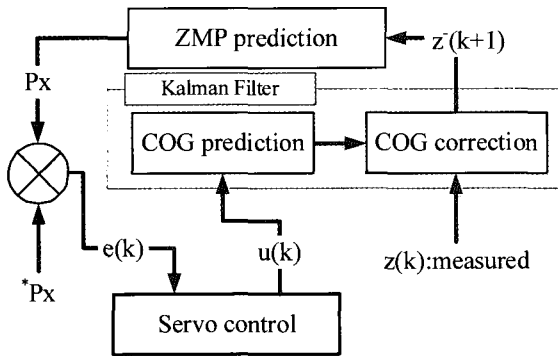 ZMP prediction
z⁻(k+1)
Px
Kalman Filter
COG prediction
COG correction
e(k)
u(k)
z(k):measured
*Px
Servo control